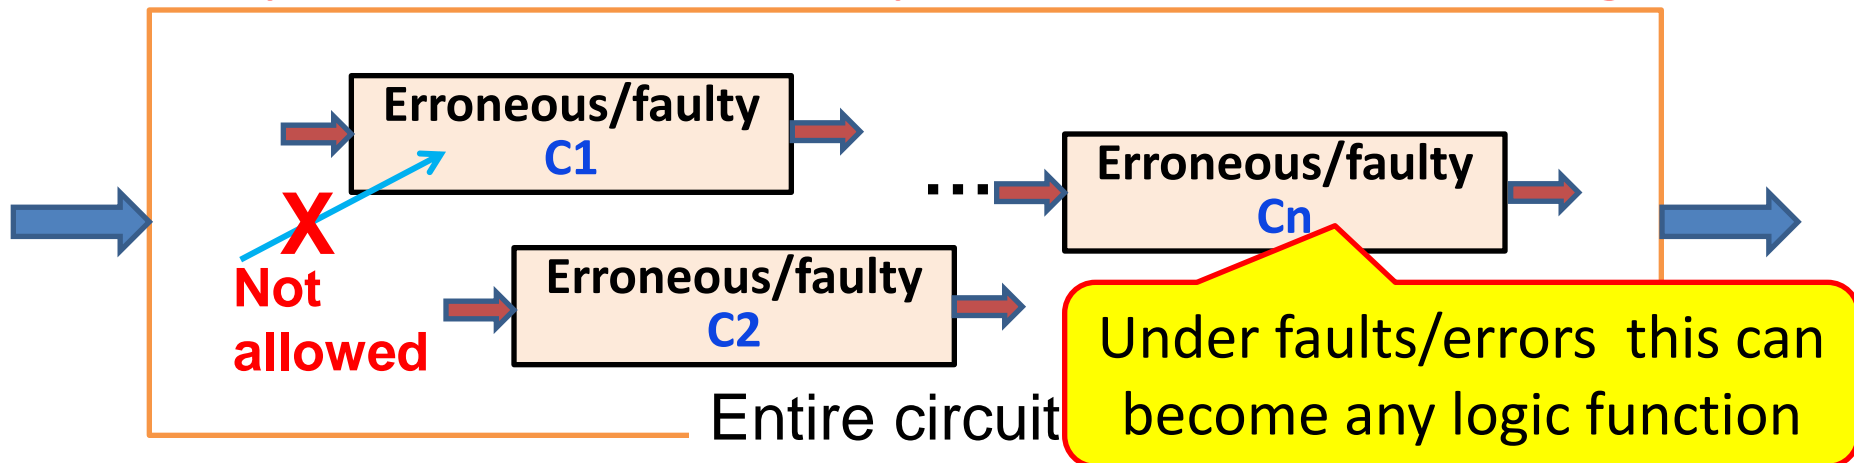 Erroneous/faulty
C1
...
Erroneous/faulty
Cn
X
Not
allowed
Erroneous/faulty
C2
Under faults/errors this can
become any logic function
Entire circuit